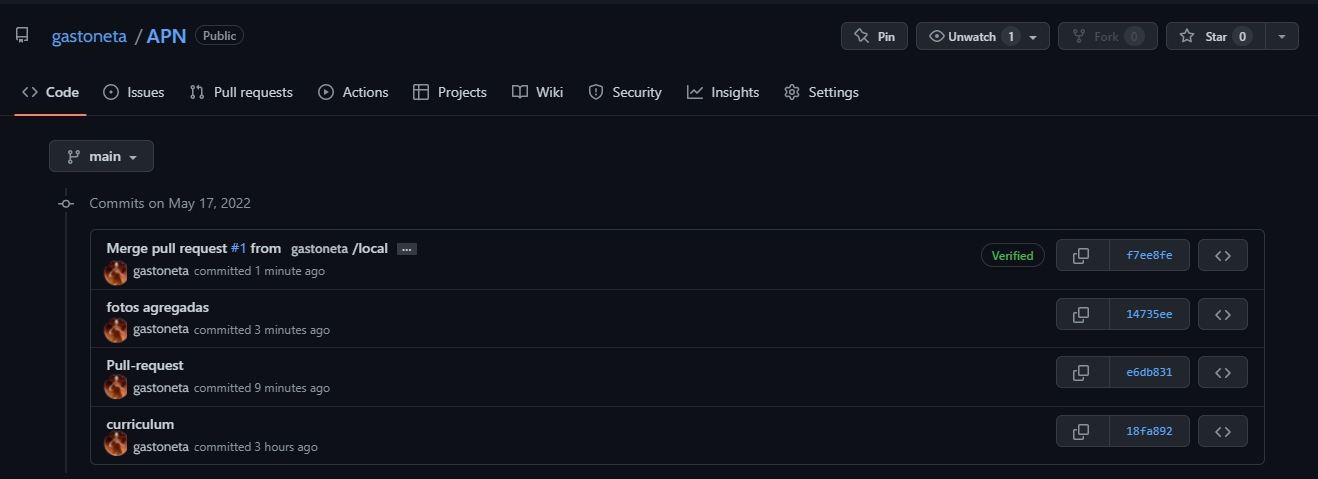 gastoneta / APN Public Pin Unwatch 1 Fork 0 Star 0
Code Issues Pull requests Actions Projects Wiki Security Insights Settings
main
Commits on May 17, 2022
Merge pull request #1 from gastoneta /local ... Verified f7ee8fe
gastoneta committed 1 minute ago
fotos agregadas 14735ee
gastoneta committed 3 minutes ago
Pull-request e6db831
gastoneta committed 9 minutes ago
curriculum 18fa892
gastoneta committed 3 hours ago